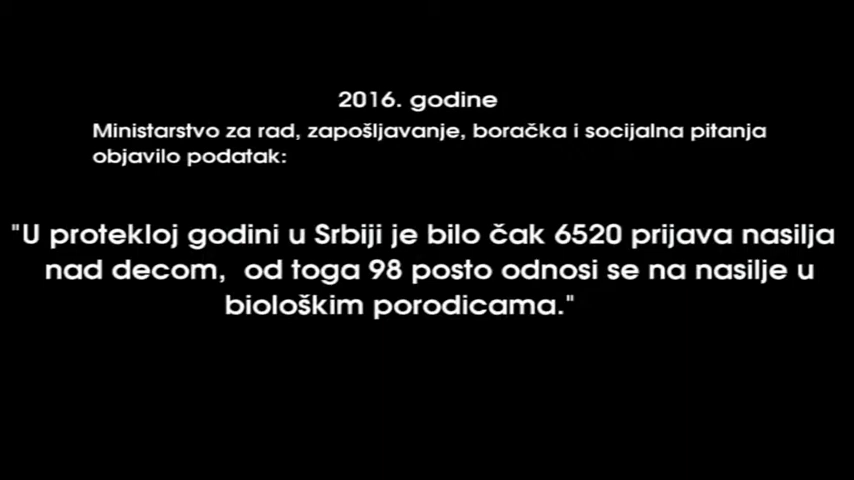 2016. godine
Ministarstvo za rad, zapošljavanje, boračka i socijalna pitanja
objavilo podatak:
"U protekloj godini u Srbiji je bilo čak 6520 prijava nasilja
nad decom, od toga 98 posto odnosi se na nasilje u
biološkim porodicama."